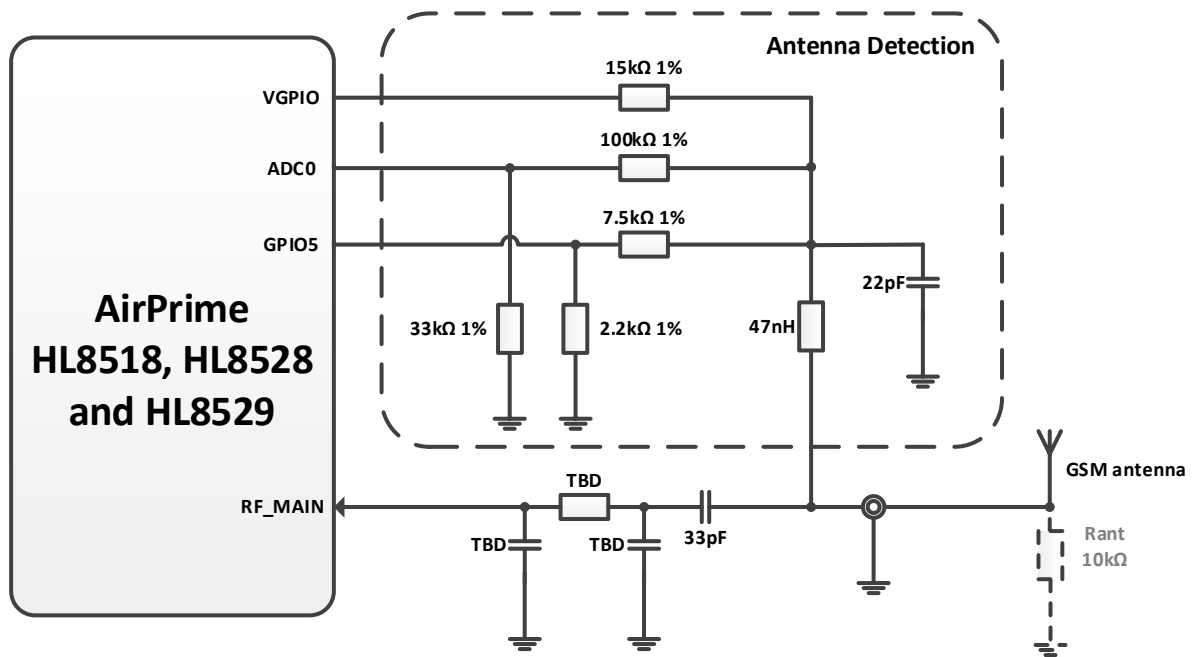 Antenna Detection
15kΩ 1%
VGPIO
100kΩ 1%
ADC0
7.5kΩ 1%
GPIO5
22pF
AirPrime
HL8518, HL8528
and HL8529
33kΩ 1%
2.2kΩ 1%
47nH
GSM antenna
TBD
RF_MAIN
33pF
TBD
TBD
Rant
10kΩ